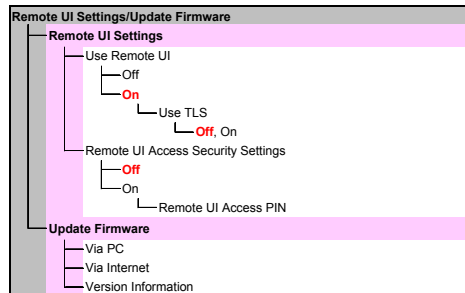 Remote UI Settings/Update Firmware
Remote UI Settings
Use Remote UI
Off
On
Use TLS
Off, On
Remote UI Access Security Settings
Off
On
Remote UI Access PIN
Update Firmware
Via PC
Via Internet
Version Information